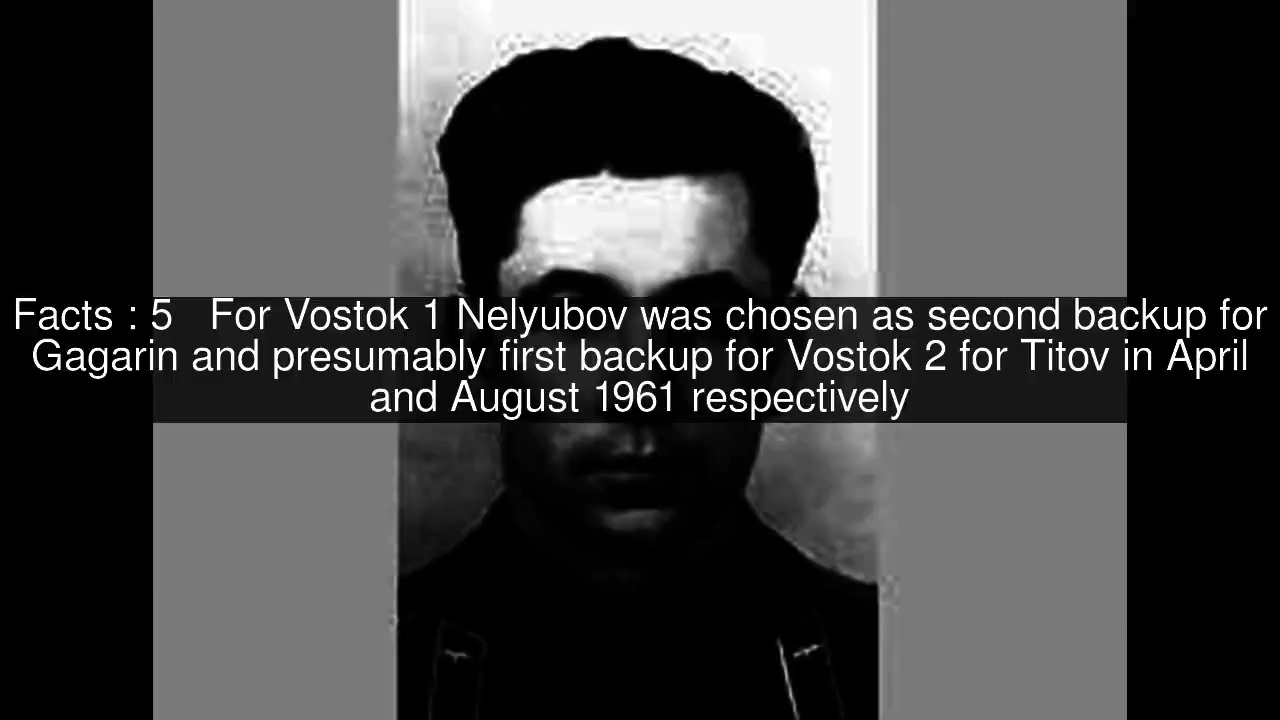 Facts : 5   For Vostok 1 Nelyubov was chosen as second backup for
Gagarin and presumably first backup for Vostok 2 for Titov in April
and August 1961 respectively